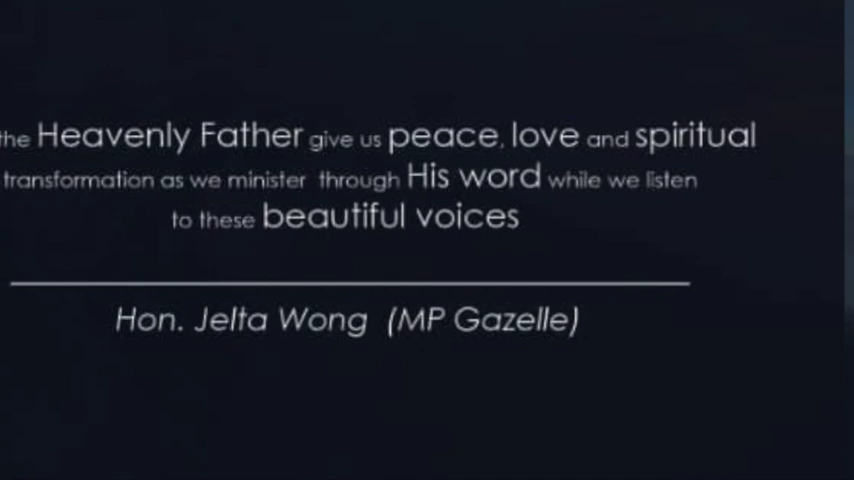 the Heavenly Father give us peace, love and spiritual
transformation as we minister through His word while we listen
to these beautiful voices
Hon. Jelta Wong (MP Gazelle)